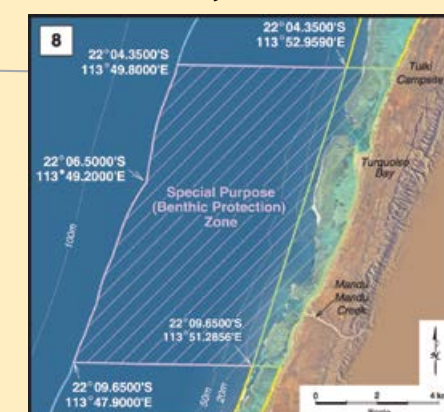 8
22°04.3500'S
113°49.8000'E
22°04.3500'S
113°52.9590'E
Tulki
Campsite
22°06.5000'S
113°49.2000'E
Turquoise
Bay
Special Purpose
(Benthic Protection)
Zone
100m
Mandu
Mandu
Creek
22°09.6500'S
113°51.2856'E
22°09.6500'S
113°47.9000'E
50m
20m
0 2 4